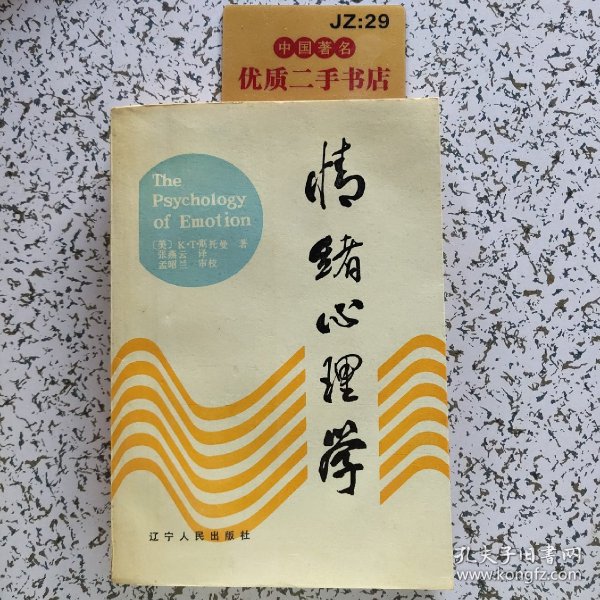 JZ:29
中国著名
优质二手书店
The
Psychology
of Emotion
〔美〕K·T·斯托曼 著
张燕云 译
孟昭兰 审校
情绪心理学
辽宁人民出版社
孔夫子旧书网
www.kongfz.com